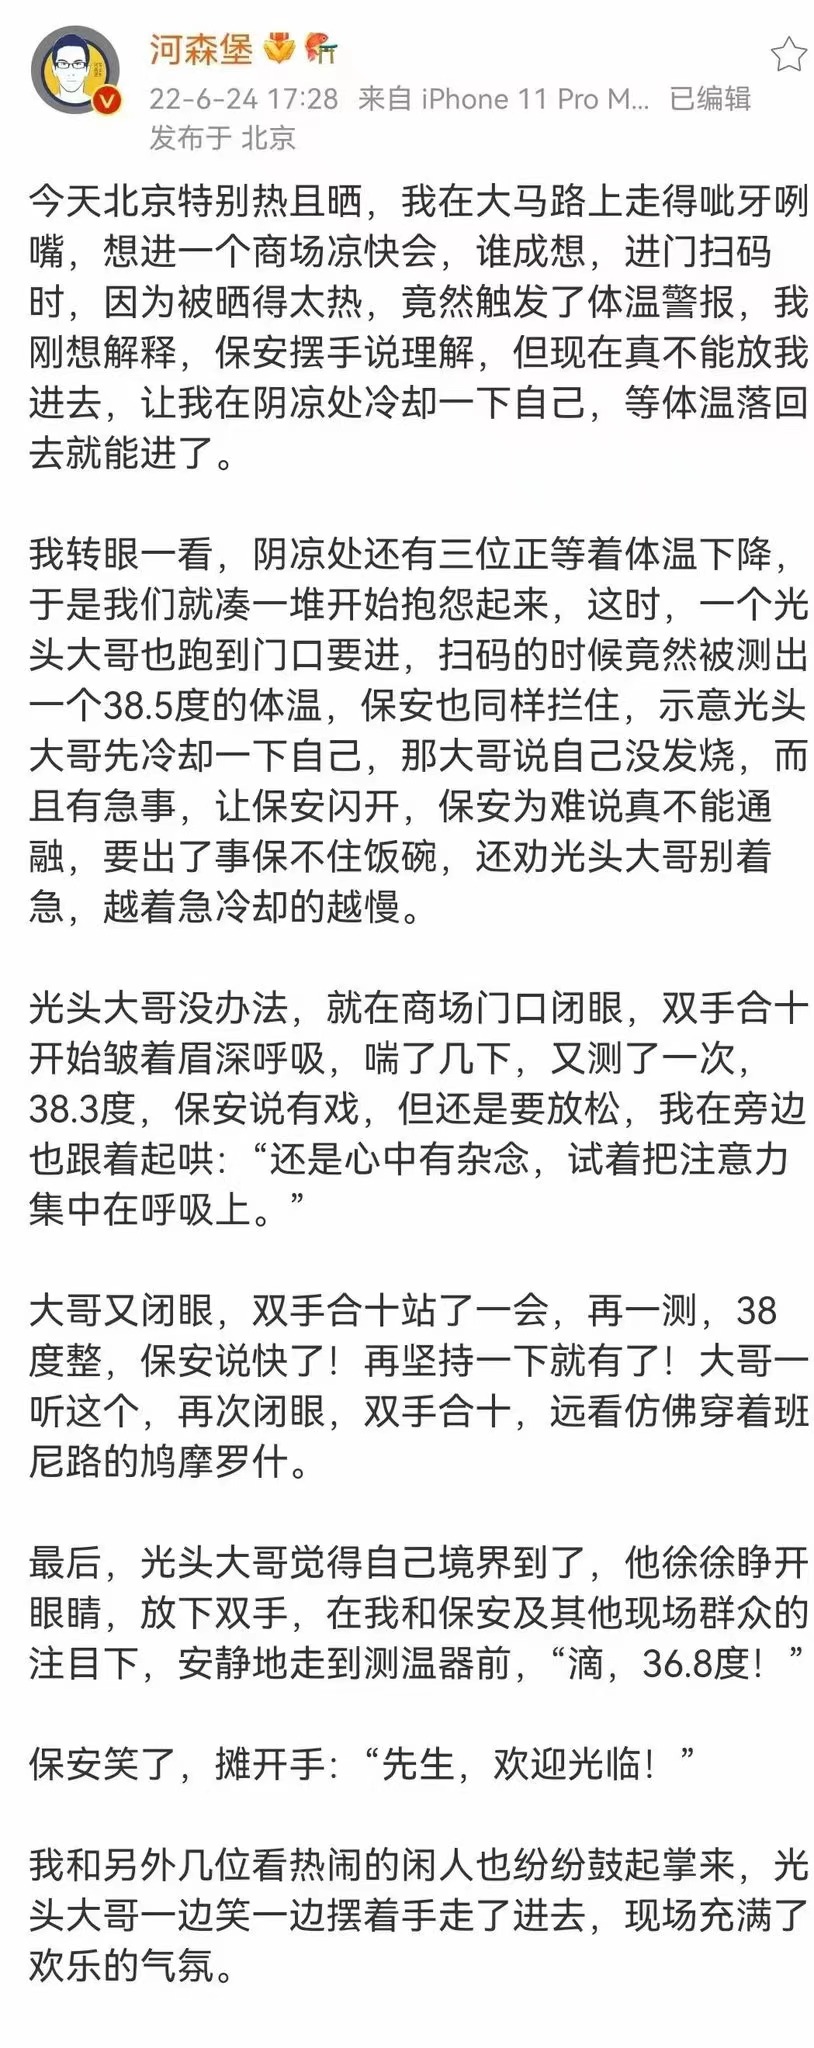 河森堡
22-6-24 17:28 来自 iPhone 11 Pro M... 已编辑
发布于 北京
今天北京特别热且晒，我在大马路上走得呲牙咧
嘴，想进一个商场凉快会，谁成想，进门扫码
时，因为被晒得太热，竟然触发了体温警报，我
刚想解释，保安摆手说理解，但现在真不能放我
进去，让我在阴凉处冷却一下自己，等体温落回
去就能进了。
我转眼一看，阴凉处还有三位正等着体温下降，
于是我们就凑一堆开始抱怨起来，这时，一个光
头大哥也跑到门口要进，扫码的时候竟然被测出
一个38.5度的体温，保安也同样拦住，示意光头
大哥先冷却一下自己，那大哥说自己没发烧，而
且有急事，让保安闪开，保安为难说真不能通
融，要出了事保不住饭碗，还劝光头大哥别着
急，越着急冷却的越慢。
光头大哥没办法，就在商场门口闭眼，双手合十
开始皱着眉深呼吸，喘了几下，又测了一次，
38.3度，保安说有戏，但还是要放松，我在旁边
也跟着起哄：“还是心中有杂念，试着把注意力
集中在呼吸上。”
大哥又闭眼，双手合十站了一会，再一测，38
度整，保安说快了！再坚持一下就有了！大哥一
听这个，再次闭眼，双手合十，远看仿佛穿着班
尼路的鸠摩罗什。
最后，光头大哥觉得自己境界到了，他徐徐睁开
眼睛，放下双手，在我和保安及其他现场群众的
注目下，安静地走到测温器前，“滴，36.8度！”
保安笑了，摊开手：“先生，欢迎光临！”
我和另外几位看热闹的闲人也纷纷鼓起掌来，光
头大哥一边笑一边摆着手走了进去，现场充满了
欢乐的气氛。